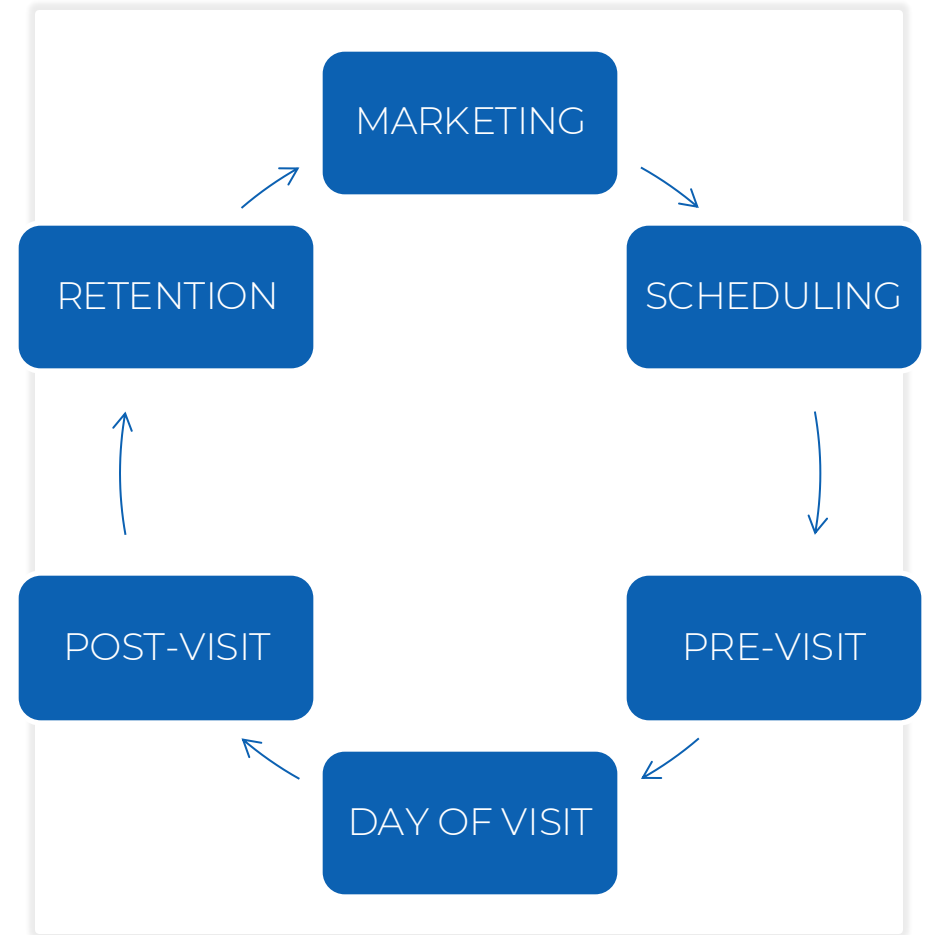 MARKETING
SCHEDULING
PRE-VISIT
DAY OF VISIT
POST-VISIT
RETENTION